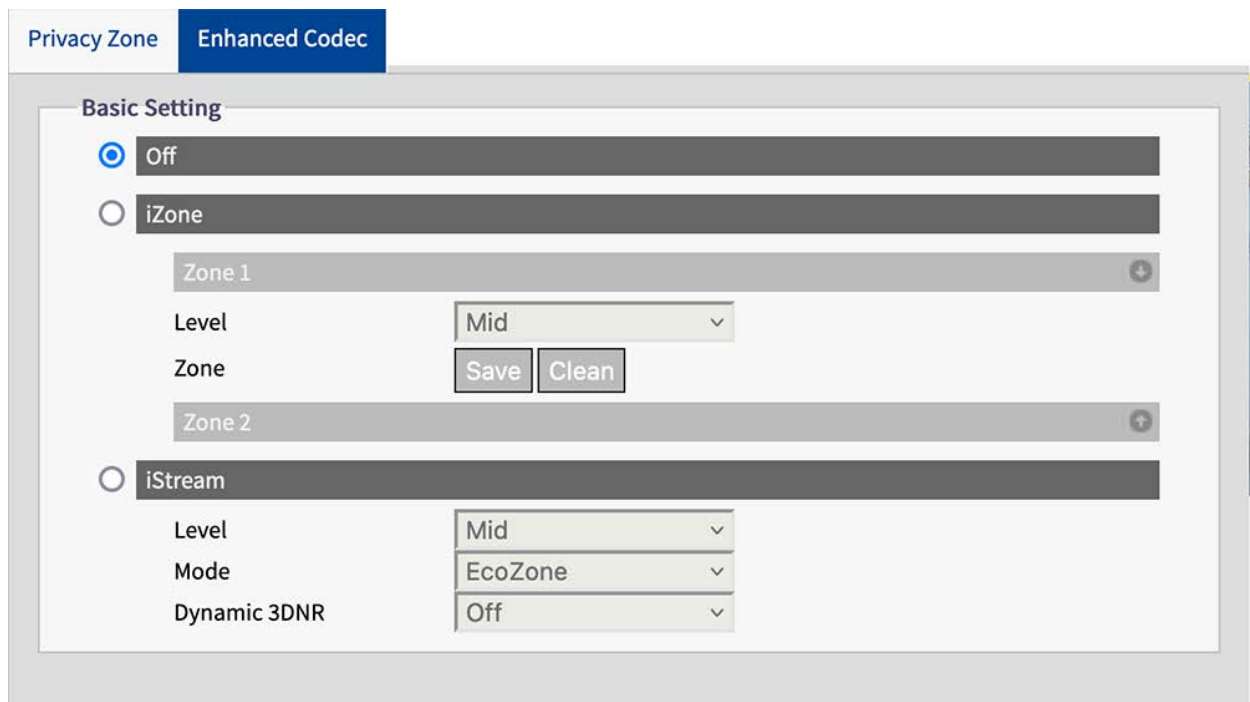 Privacy Zone Enhanced Codec
Basic Setting
Off
iZone
Zone 1
Level Mid
Zone Save Clean
Zone 2
iStream
Level Mid
Mode EcoZone
Dynamic 3DNR Off